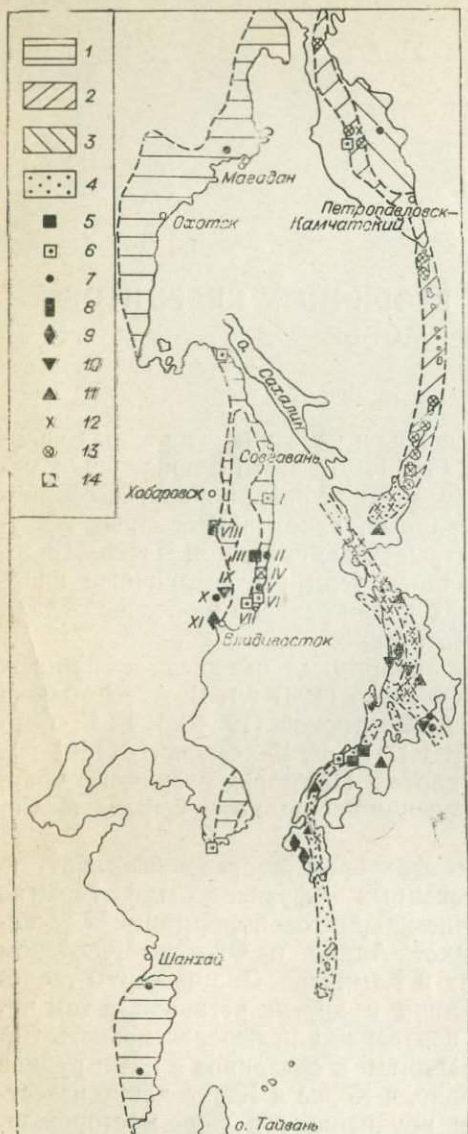 1
2
3
4
5
6
7
8
9
10
11
12
13
14
Магадан
Охотск
Петропавловск-
Камчатский
о. Сахалин
Совгавань
Хабаровск
I
VIII
III
II
IX
IV
X
V
VI
VI
XI
Владивосток
Шанхай
о. Тайвань